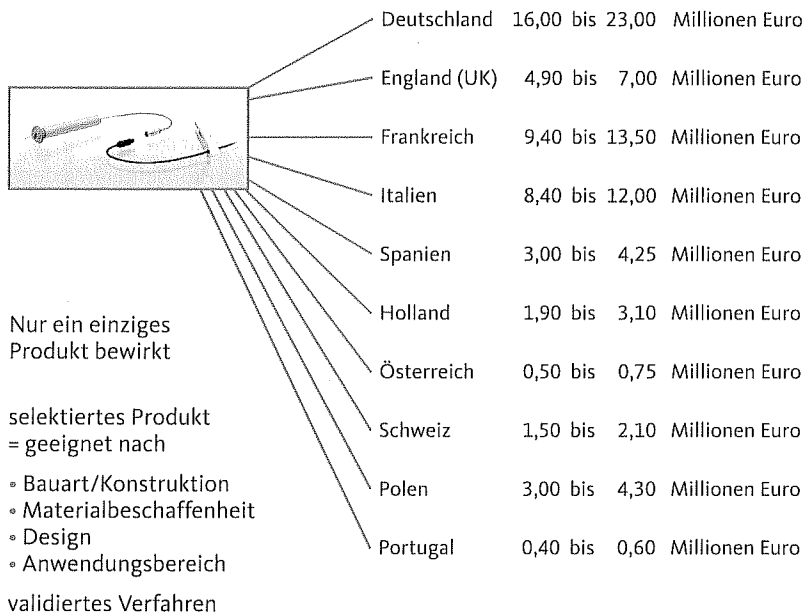 Deutschland 16,00 bis 23,00 Millionen Euro
England (UK) 4,90 bis 7,00 Millionen Euro
Frankreich 9,40 bis 13,50 Millionen Euro
Italien 8,40 bis 12,00 Millionen Euro
Spanien 3,00 bis 4,25 Millionen Euro
Holland 1,90 bis 3,10 Millionen Euro
Österreich 0,50 bis 0,75 Millionen Euro
Schweiz 1,50 bis 2,10 Millionen Euro
Polen 3,00 bis 4,30 Millionen Euro
Portugal 0,40 bis 0,60 Millionen Euro
Nur ein einziges
Produkt bewirkt
selektiertes Produkt
= geeignet nach
• Bauart/Konstruktion
• Materialbeschaffenheit
• Design
• Anwendungsbereich
validiertes Verfahren